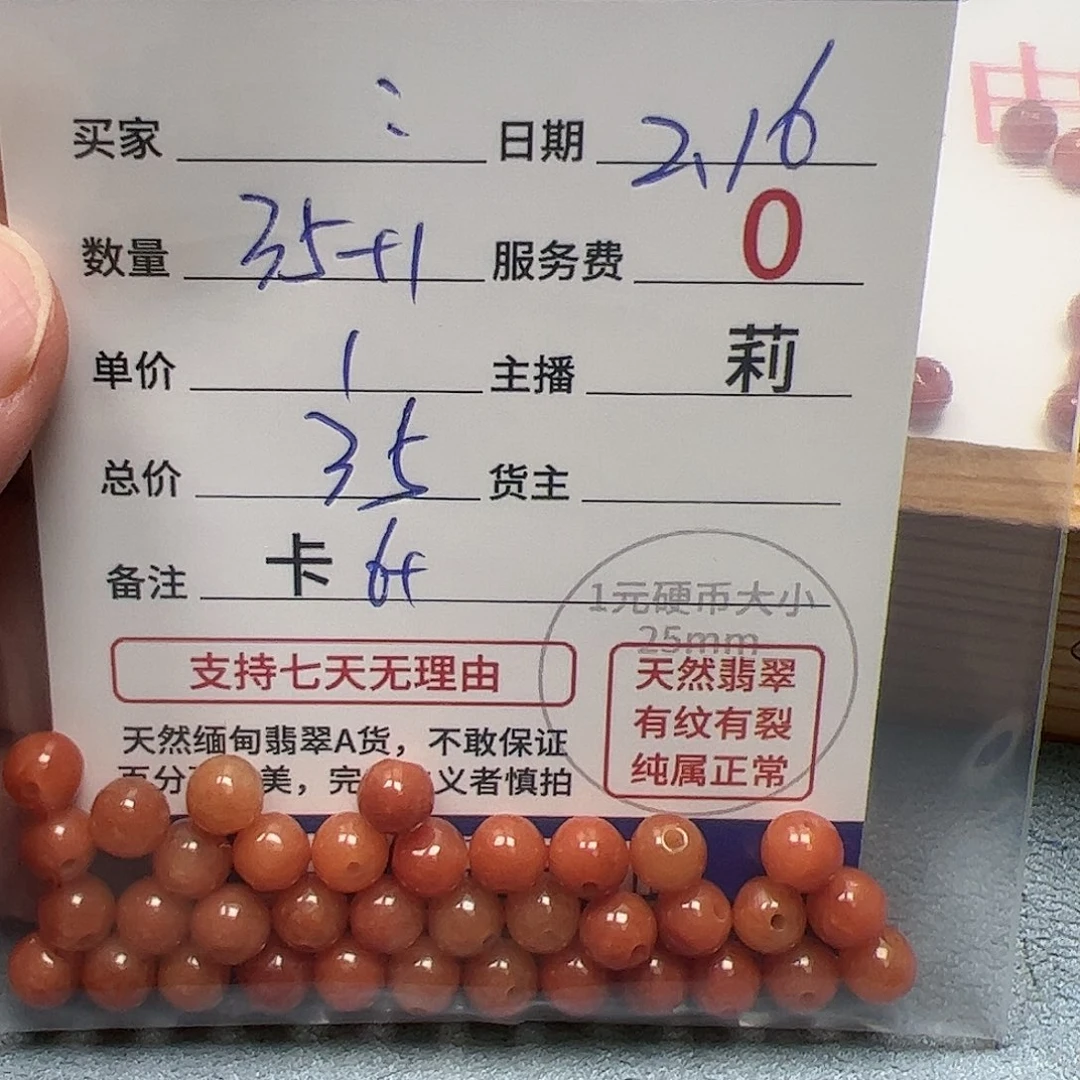 买家 : 日期 2.16
数量 35+1 服务费 0
单价 1 主播 莉
总价 35 货主
备注 卡 6+
1元硬币大小
25mm
支持七天无理由
天然翡翠
有纹有裂
纯属正常
天然缅甸翡翠A货，不敢保证
百分 美，完 义者慎拍